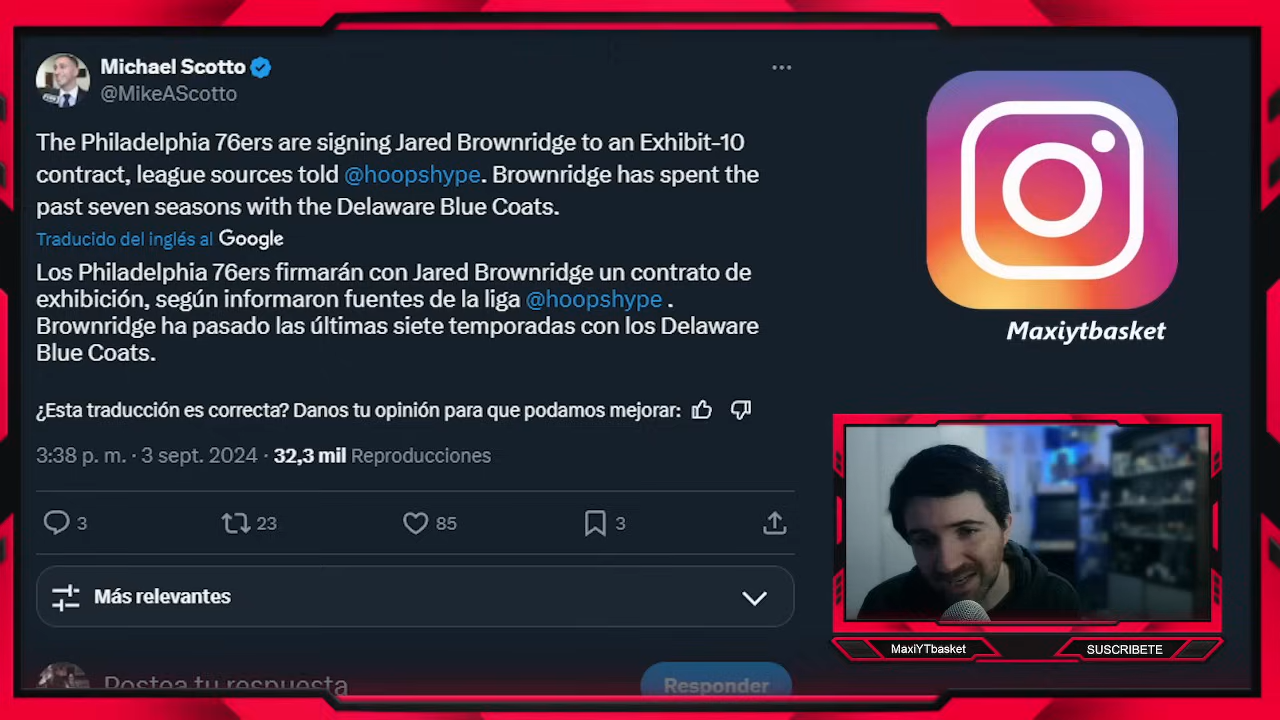 Michael Scotto
@MikeAScotto
The Philadelphia 76ers are signing Jared Brownridge to an Exhibit-10
contract, league sources told @hoopshype. Brownridge has spent the
past seven seasons with the Delaware Blue Coats.
Traducido del inglés al Google
Los Philadelphia 76ers firmarán con Jared Brownridge un contrato de
exhibición, según informaron fuentes de la liga @hoopshype .
Brownridge ha pasado las últimas siete temporadas con los Delaware
Blue Coats.
¿Esta traducción es correcta? Danos tu opinión para que podamos mejorar:
3:38 p. m. · 3 sept. 2024 · 32,3 mil Reproducciones
3 23 85 3
Más relevantes
Postea tu respuesta
Responder
Maxiytbasket
MaxiYTbasket
SUSCRIBETE